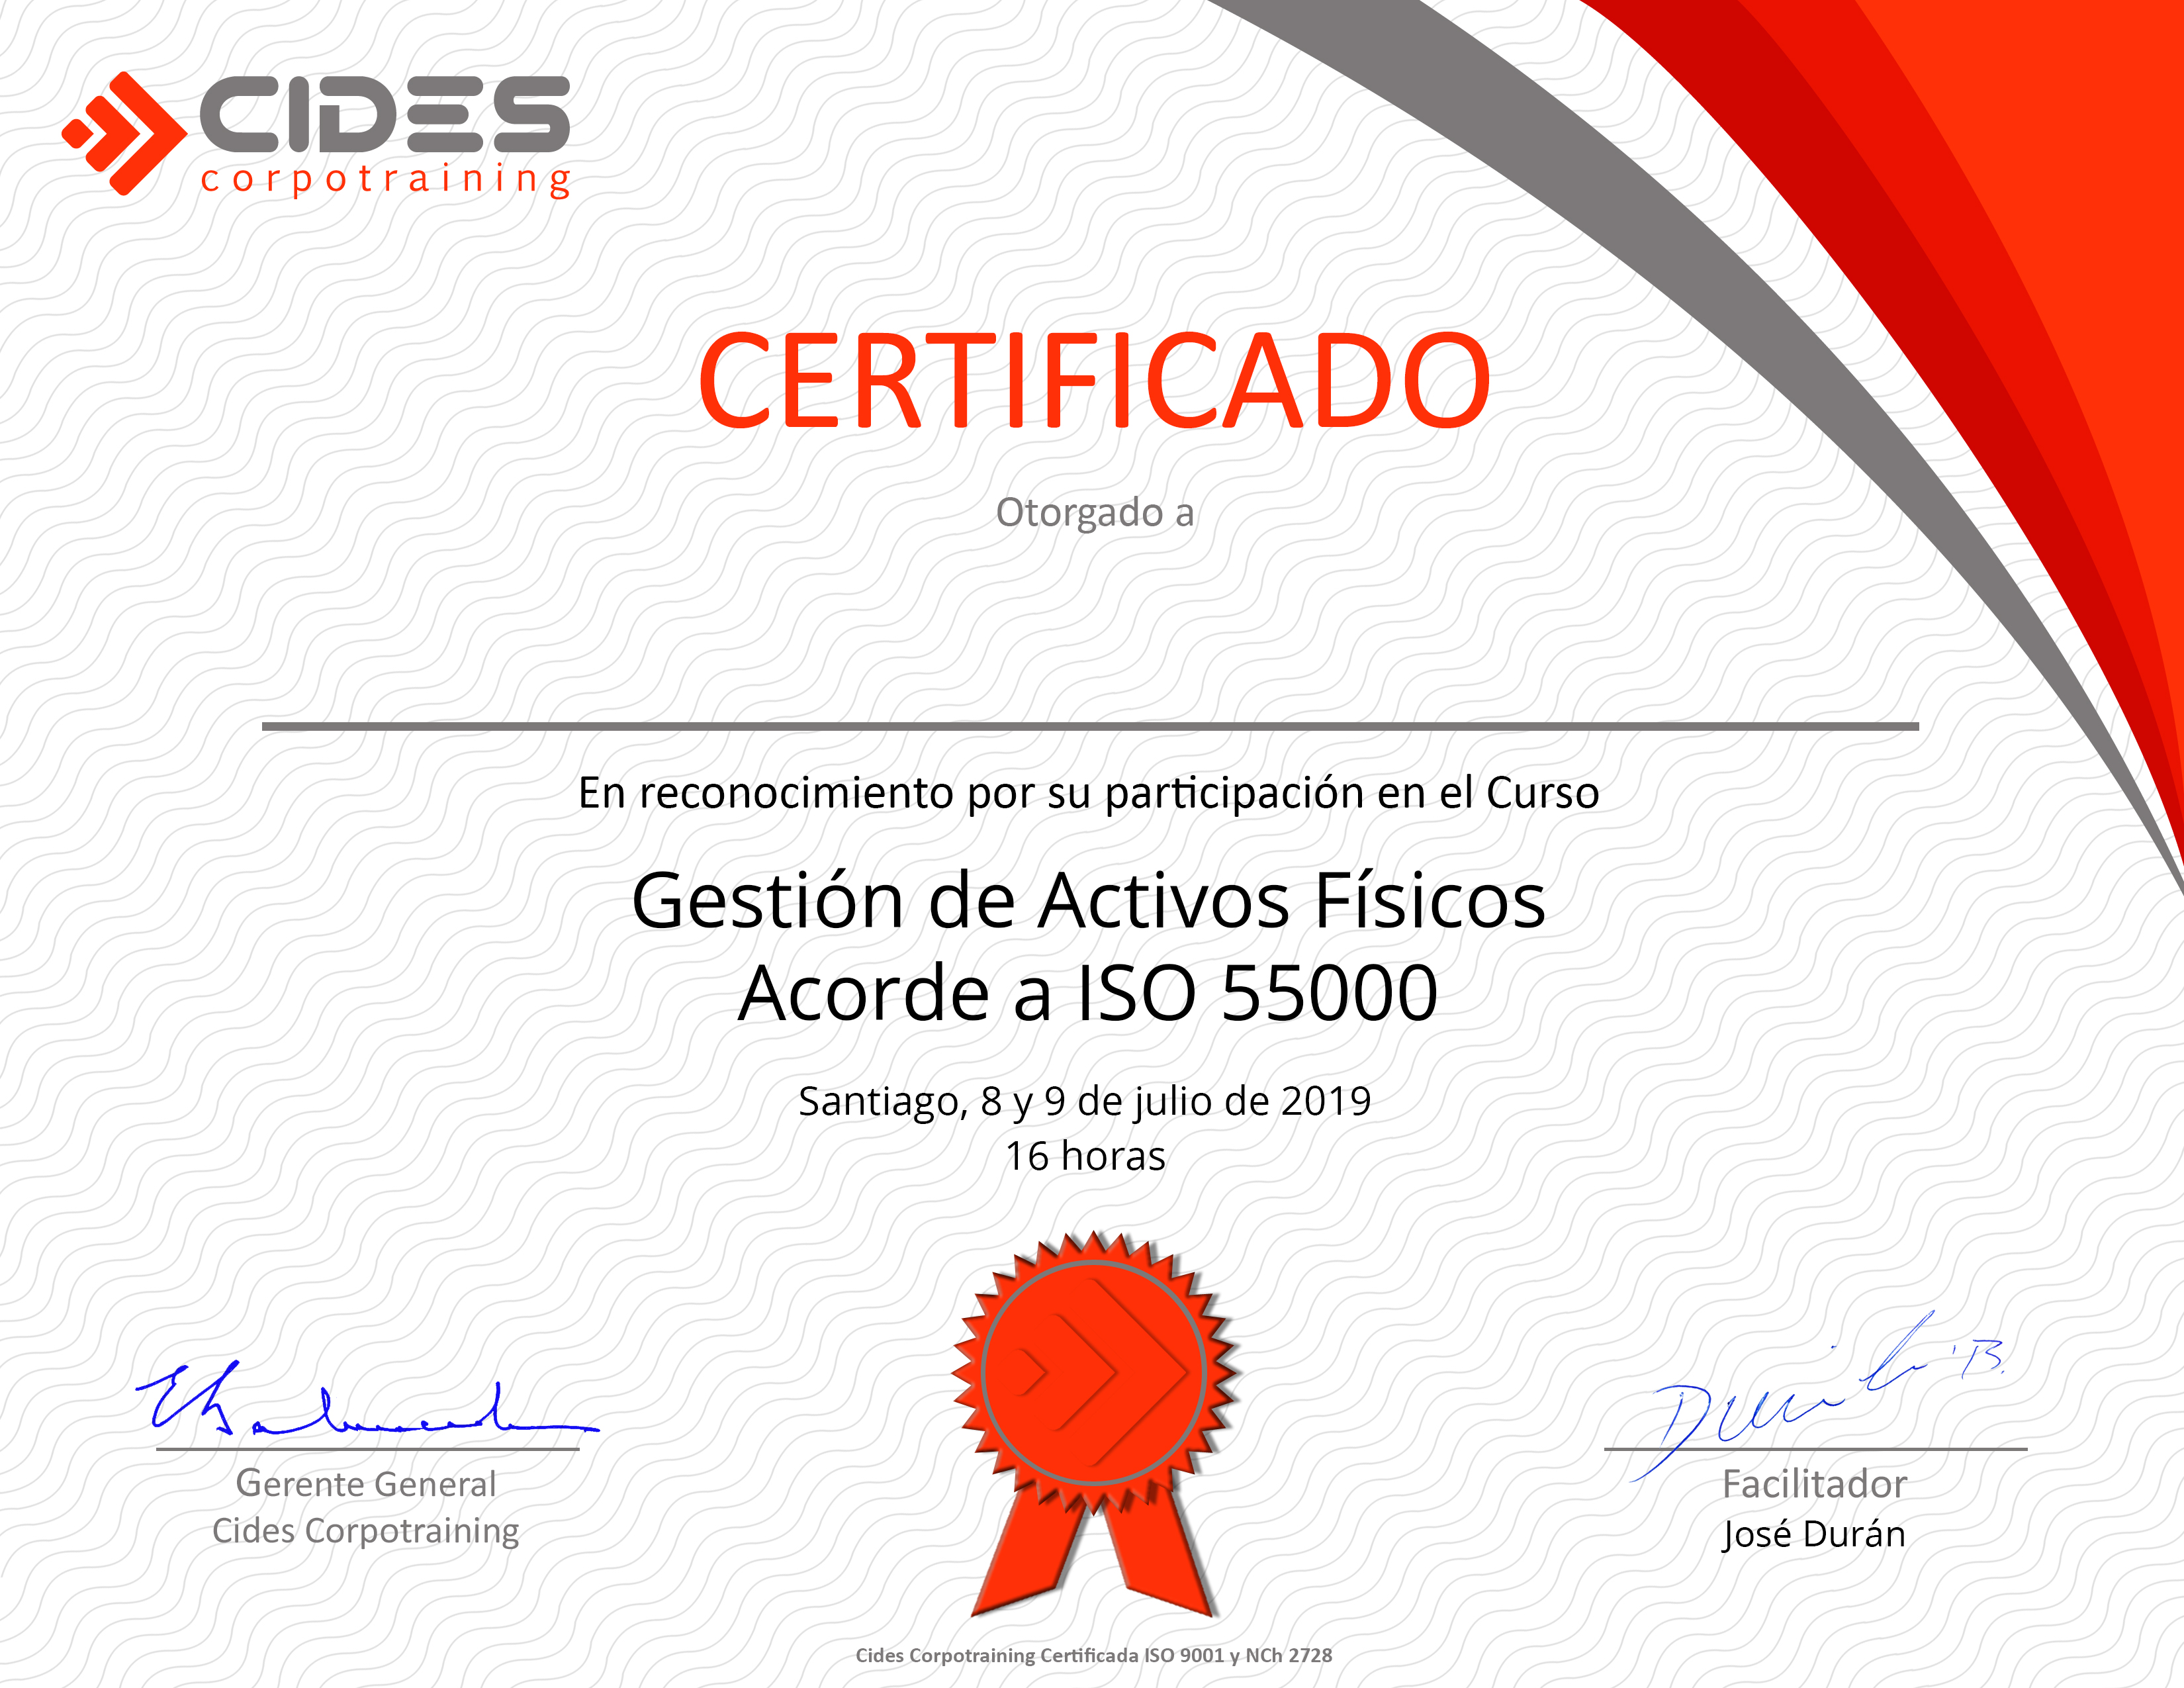 CIDES
corpotraining
CERTIFICADO
Otorgado a
En reconocimiento por su participación en el Curso
Gestión de Activos Físicos
Acorde a ISO 55000
Santiago, 8 y 9 de julio de 2019
16 horas
Gerente General
Cides Corpotraining
Facilitador
José Durán
Cides Corpotraining Certificada ISO 9001 y NCh 2728